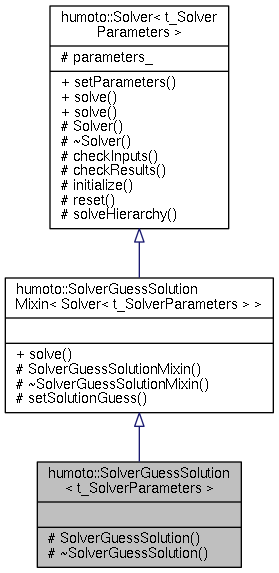 humoto::Solver< t_Solver
Parameters >
# parameters_
+ setParameters()
+ solve()
+ solve()
# Solver()
# ~Solver()
# checkInputs()
# checkResults()
# initialize()
# reset()
# solveHierarchy()
humoto::SolverGuessSolution
Mixin< Solver< t_SolverParameters > >
+ solve()
# SolverGuessSolutionMixin()
# ~SolverGuessSolutionMixin()
# setSolutionGuess()
humoto::SolverGuessSolution
< t_SolverParameters >
# SolverGuessSolution()
# ~SolverGuessSolution()